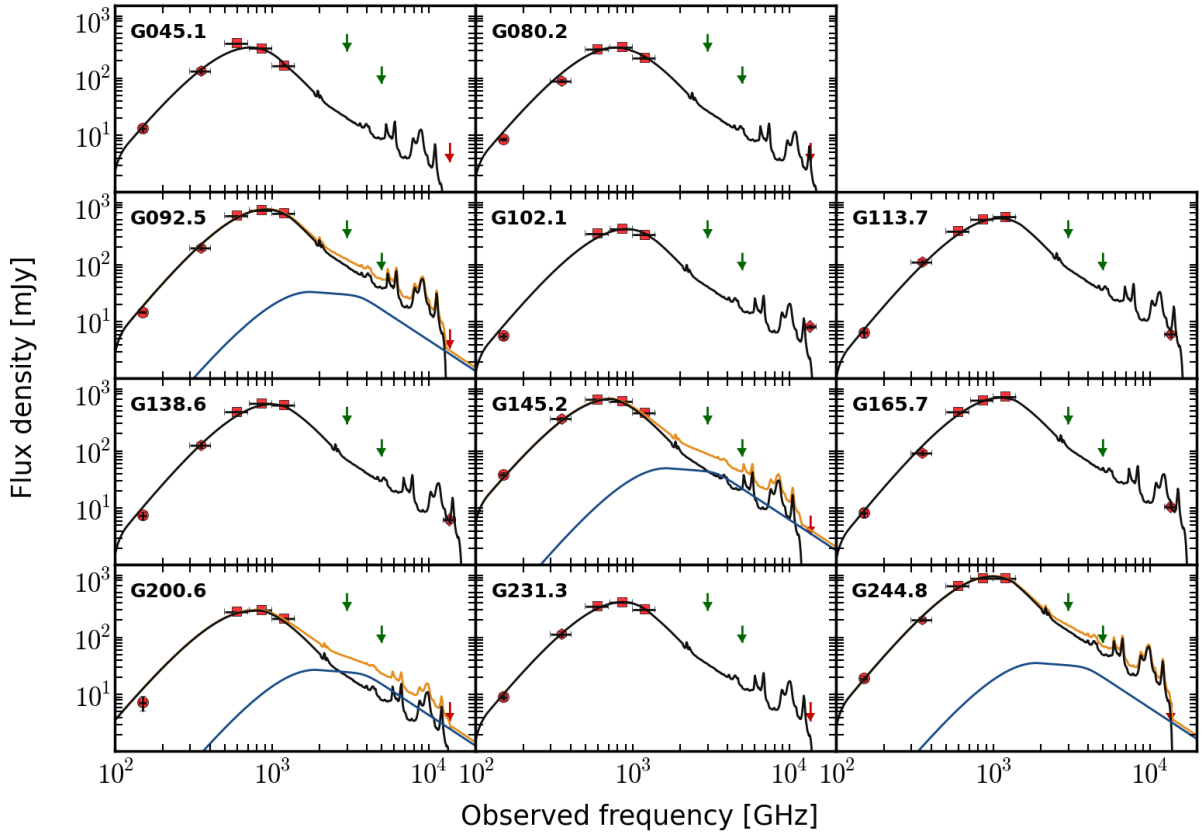 10³
10²
10¹
G045.1
G080.2
10³
10²
10¹
G092.5
G102.1
G113.7
Flux density [mJy]
10³
10²
10¹
G138.6
G145.2
G165.7
10³
10²
10¹
G200.6
G231.3
G244.8
10² 10³ 10⁴ 10² 10³ 10⁴ 10² 10³ 10⁴
Observed frequency [GHz]